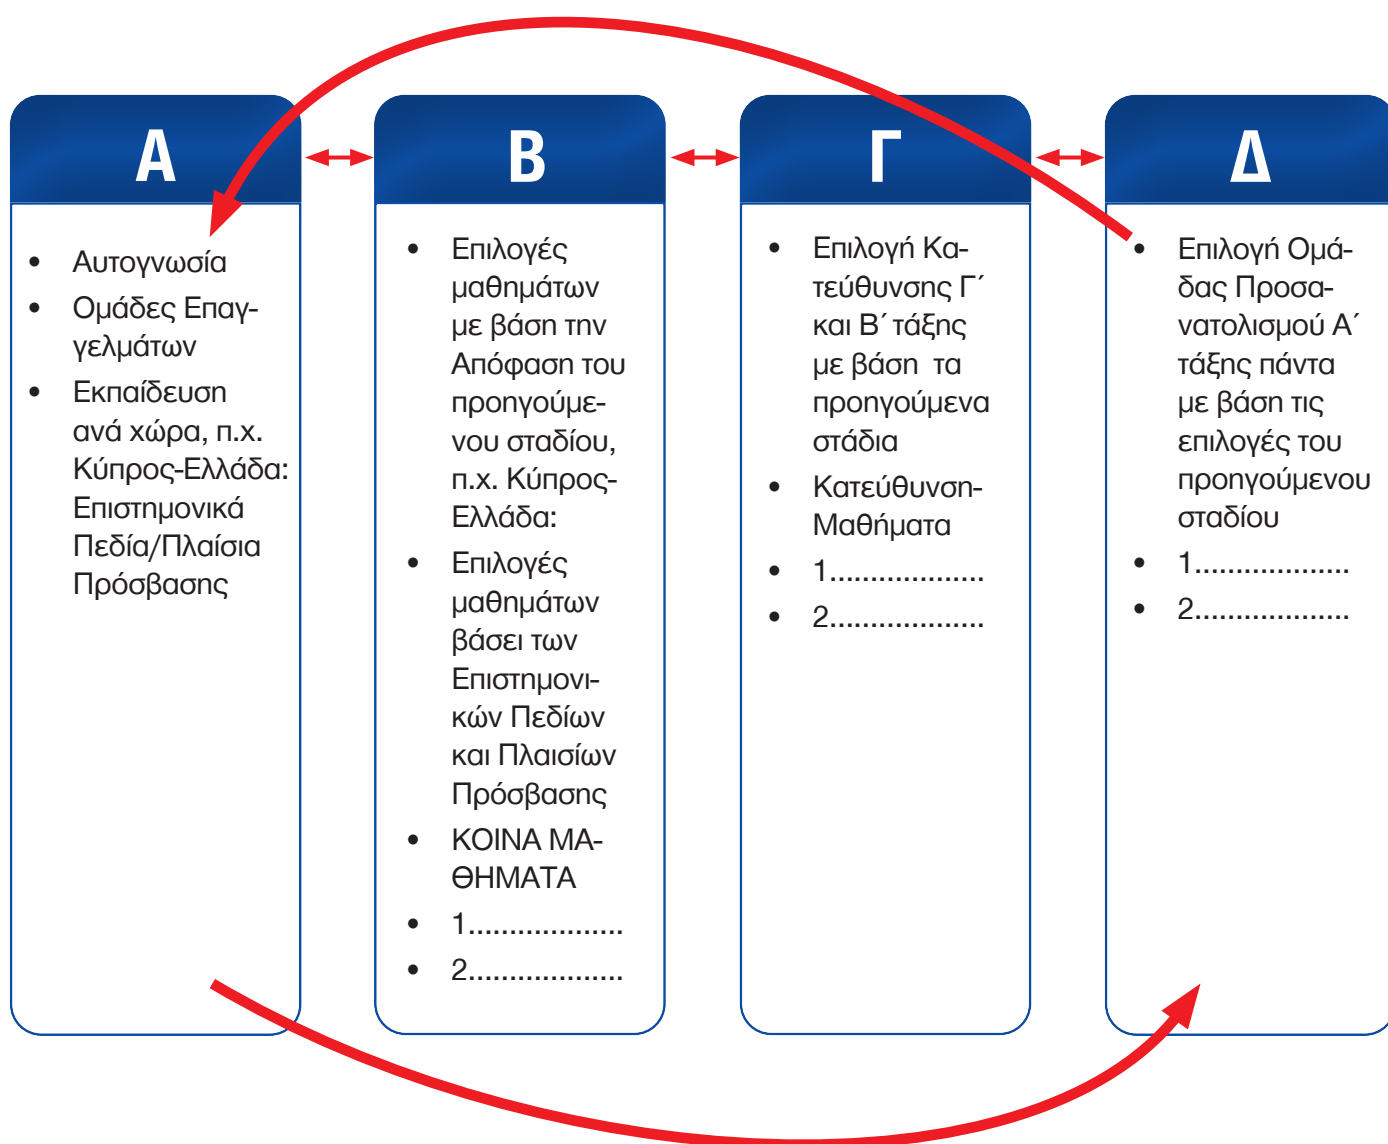 Α
• Αυτογνωσία
• Ομάδες Επαγ-
γελμάτων
• Εκπαίδευση
ανά χώρα, π.χ.
Κύπρος-Ελλάδα:
Επιστημονικά
Πεδία/Πλαίσια
Πρόσβασης
Β
• Επιλογές
μαθημάτων
με βάση την
Απόφαση του
προηγούμε-
νου σταδίου,
π.χ. Κύπρος-
Ελλάδα:
• Επιλογές
μαθημάτων
βάσει των
Επιστημονι-
κών Πεδίων
και Πλαισίων
Πρόσβασης
• ΚΟΙΝΑ ΜΑ-
ΘΗΜΑΤΑ
• 1...................
• 2...................
Γ
• Επιλογή Κα-
τεύθυνσης Γ΄
και Β΄ τάξης
με βάση  τα
προηγούμενα
στάδια
• Κατεύθυνση-
Μαθήματα
• 1...................
• 2...................
Δ
• Επιλογή Ομά-
δας Προσα-
νατολισμού Α΄
τάξης πάντα
με βάση τις
επιλογές του
προηγούμενου
σταδίου
• 1...................
• 2...................